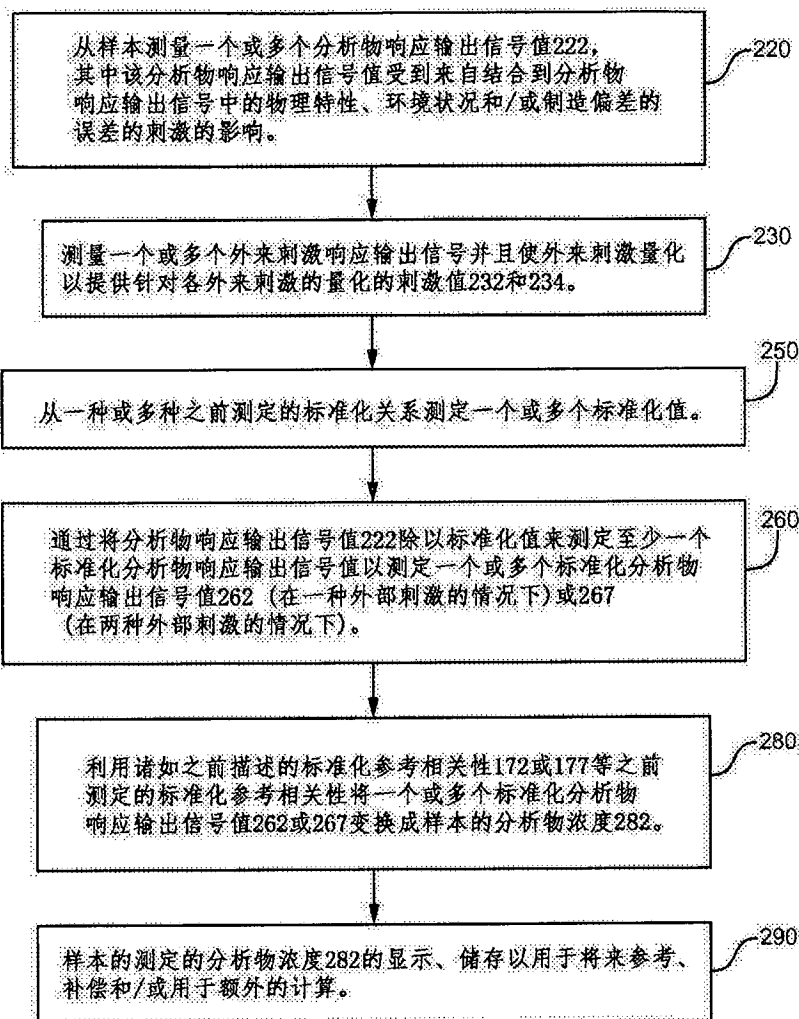 从样本测量一个或多个分析物响应输出信号值222，
其中该分析物响应输出信号值受到来自结合到分析物
响应输出信号中的物理特性、环境状况和/或制造偏差的
误差的刺激的影响。
220
测量一个或多个外来刺激响应输出信号并且使外来刺激量化
以提供针对各外来刺激的量化的刺激值232和234。
230
从一种或多种之前测定的标准化关系测定一个或多个标准化值。
250
通过将分析物响应输出信号值222除以标准化值来测定至少一个
标准化分析物响应输出信号值以测定一个或多个标准化分析物
响应输出信号值262 (在一种外部刺激的情况下)或267
(在两种外部刺激的情况下)。
260
利用诸如之前描述的标准化参考相关性172或177等之前
测定的标准化参考相关性将一个或多个标准化分析物
响应输出信号值262或267变换成样本的分析物浓度282。
280
样本的测定的分析物浓度282的显示、储存以用于将来参考、
补偿和/或用于额外的计算。
290